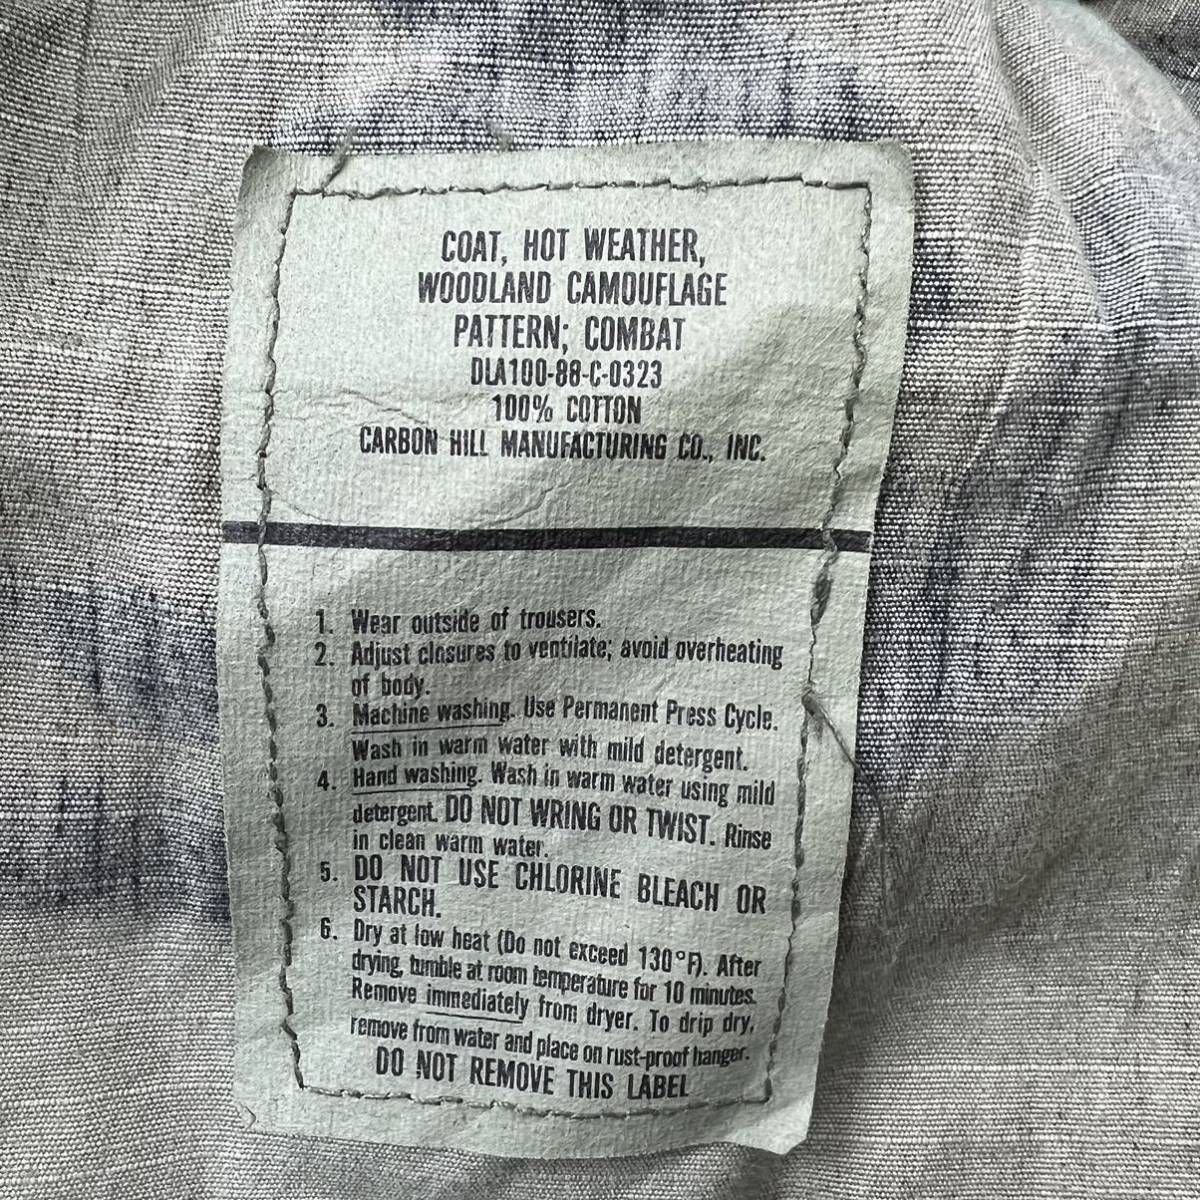 COAT, HOT WEATHER,
WOODLAND CAMOUFLAGE
PATTERN; COMBAT
DLA100-88-C-0323
100% COTTON
CARBON HILL MANUFACTURING CO., INC.
1. Wear outside of trousers.
2. Adjust closures to ventilate; avoid overheating
of body.
3. Machine washing. Use Permanent Press Cycle.
Wash in warm water with mild detergent.
4. Hand washing. Wash in warm water using mild
detergent. DO NOT WRING OR TWIST. Rinse
in clean warm water.
5. DO NOT USE CHLORINE BLEACH OR
STARCH.
6. Dry at low heat (Do not exceed 130°F). After
drying, tumble at room temperature for 10 minutes.
Remove immediately from dryer. To drip dry,
remove from water and place on rust-proof hanger.
DO NOT REMOVE THIS LABEL